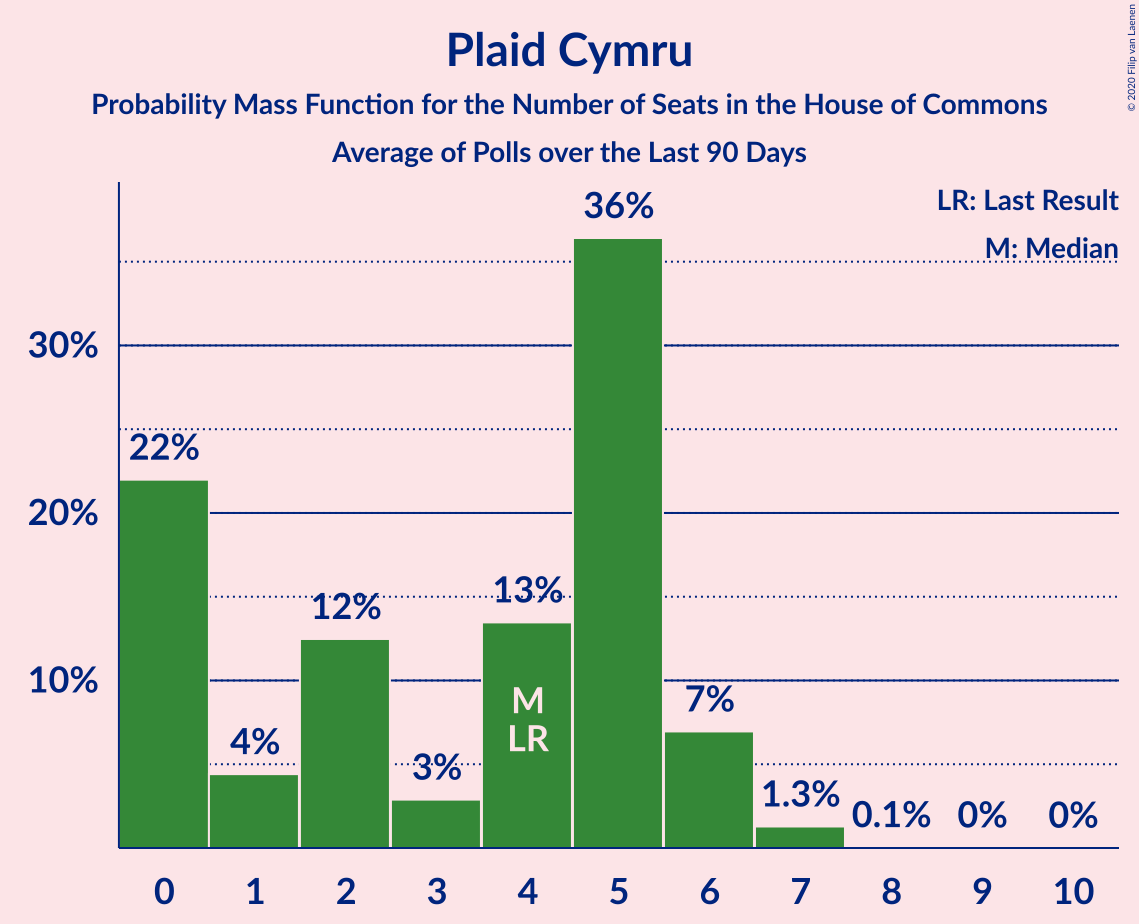 Plaid Cymru
Probability Mass Function for the Number of Seats in the House of Commons
Average of Polls over the Last 90 Days
© 2020 Filip van Laenen
LR: Last Result
M: Median
36%
30%
22%
20%
13%
12%
10%
M
LR
7%
4%
3%
1.3%
0.1%
0%
0%
0 1 2 3 4 5 6 7 8 9 10